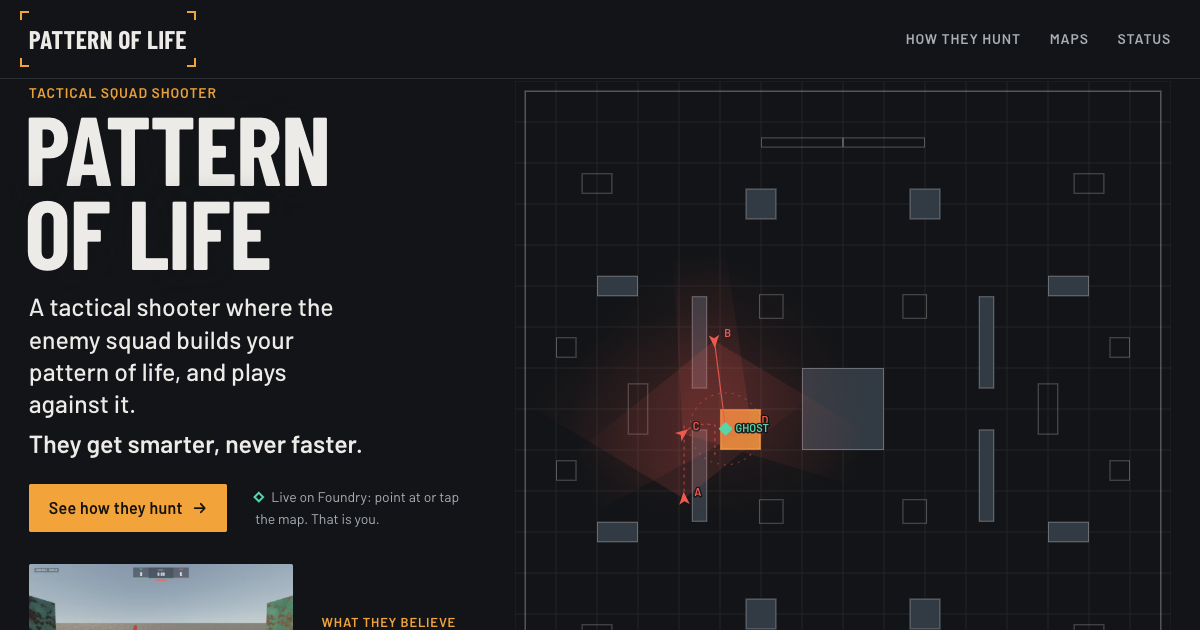 PATTERN OF LIFE
HOW THEY HUNT
MAPS
STATUS
TACTICAL SQUAD SHOOTER
PATTERN
OF LIFE
A tactical shooter where the
enemy squad builds your
pattern of life, and plays
against it.
They get smarter, never faster.
See how they hunt →
Live on Foundry: point at or tap
the map. That is you.
WHAT THEY BELIEVE
B
D
C
GHOST
A